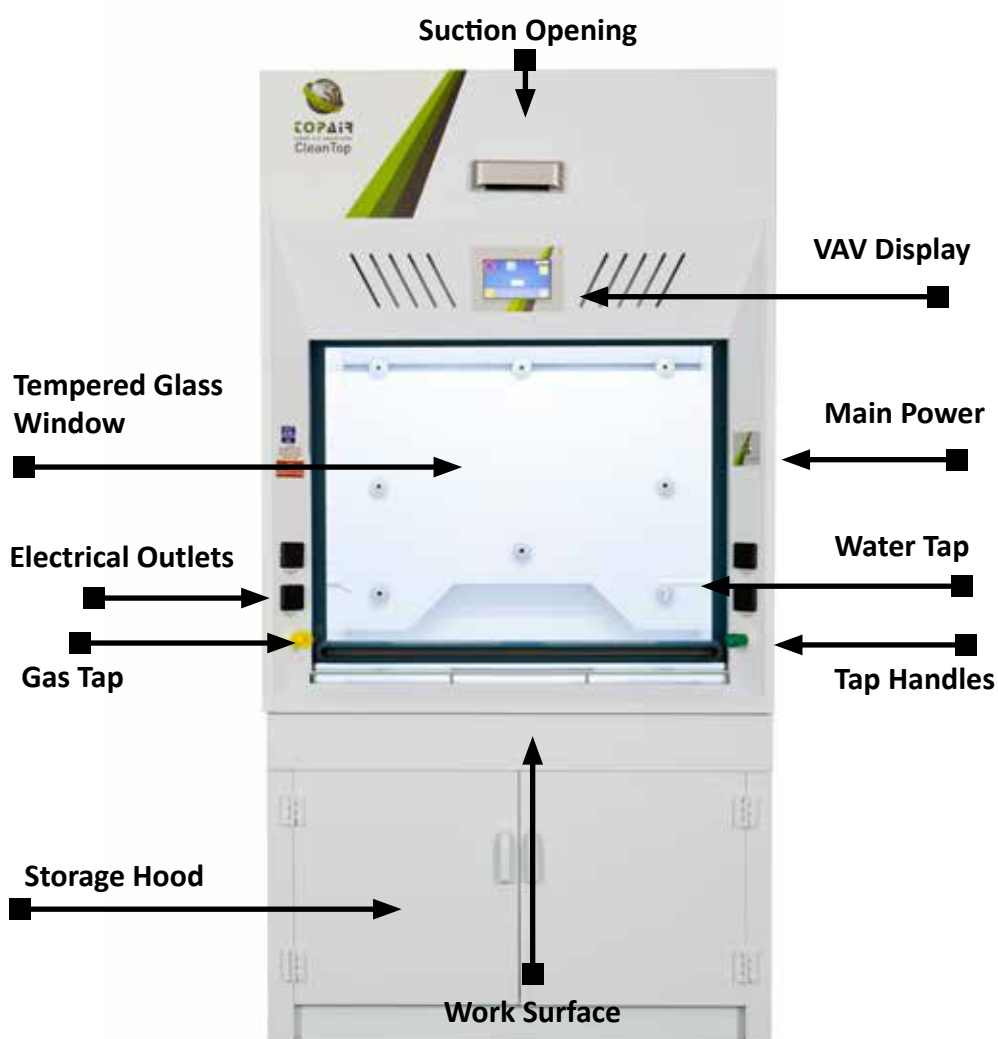 Suction Opening
TOPAIR
CleanTop
VAV Display
Tempered Glass
Window
Main Power
Electrical Outlets
Water Tap
Gas Tap
Tap Handles
Storage Hood
Work Surface